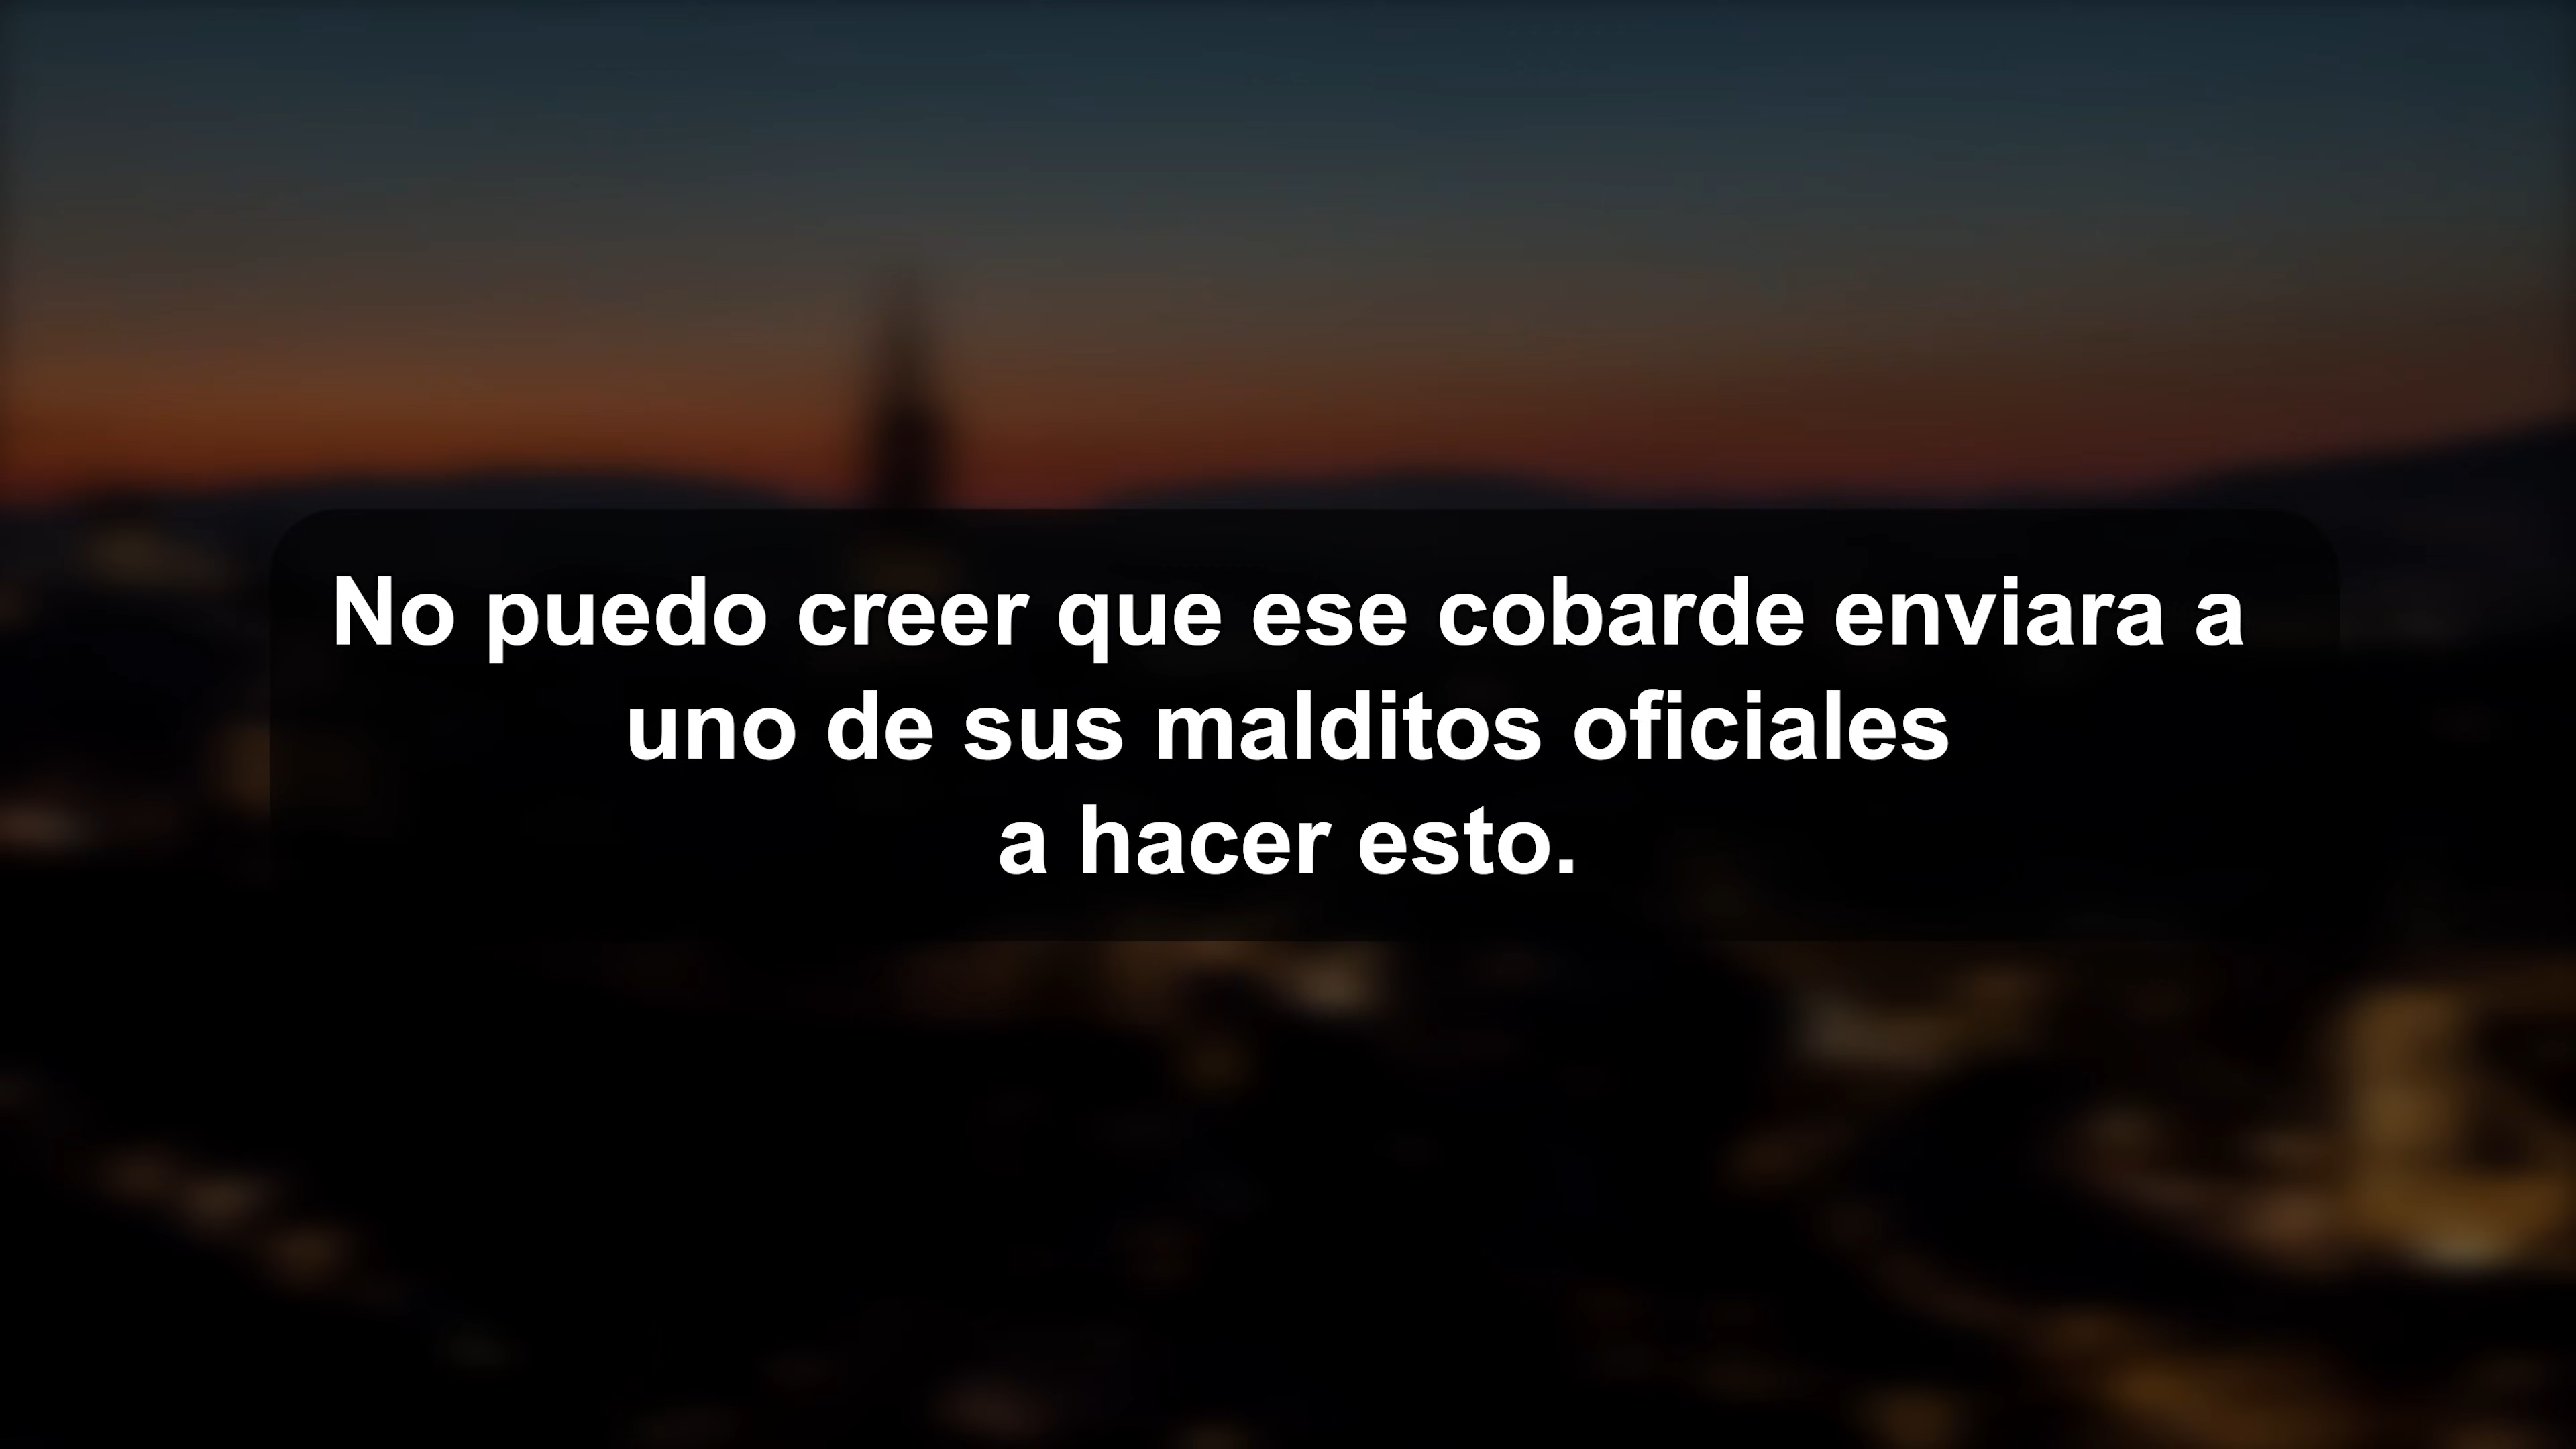 No puedo creer que ese cobarde enviara a
uno de sus malditos oficiales
a hacer esto.